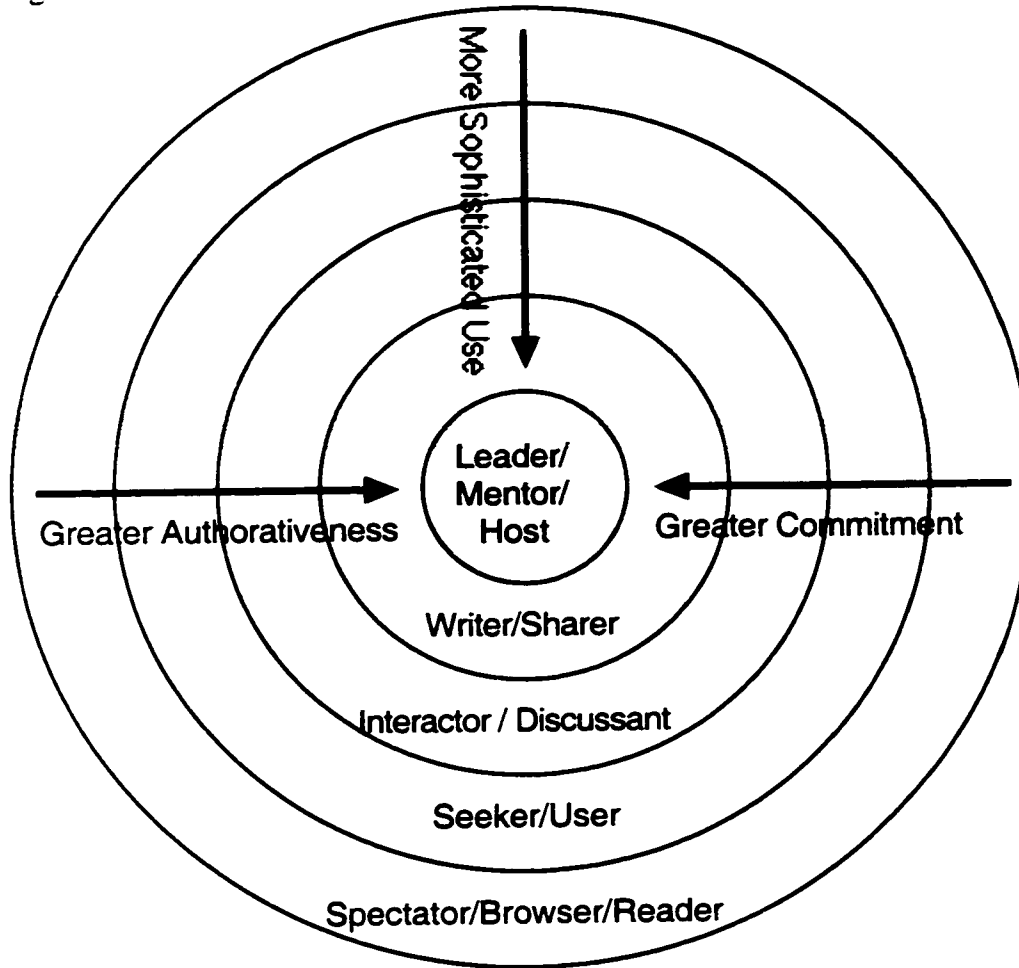 More Sophisticated Use
Leader/
Mentor/
Host
Greater Authorativeness
Greater Commitment
Writer/Sharer
Interactor / Discussant
Seeker/User
Spectator/Browser/Reader